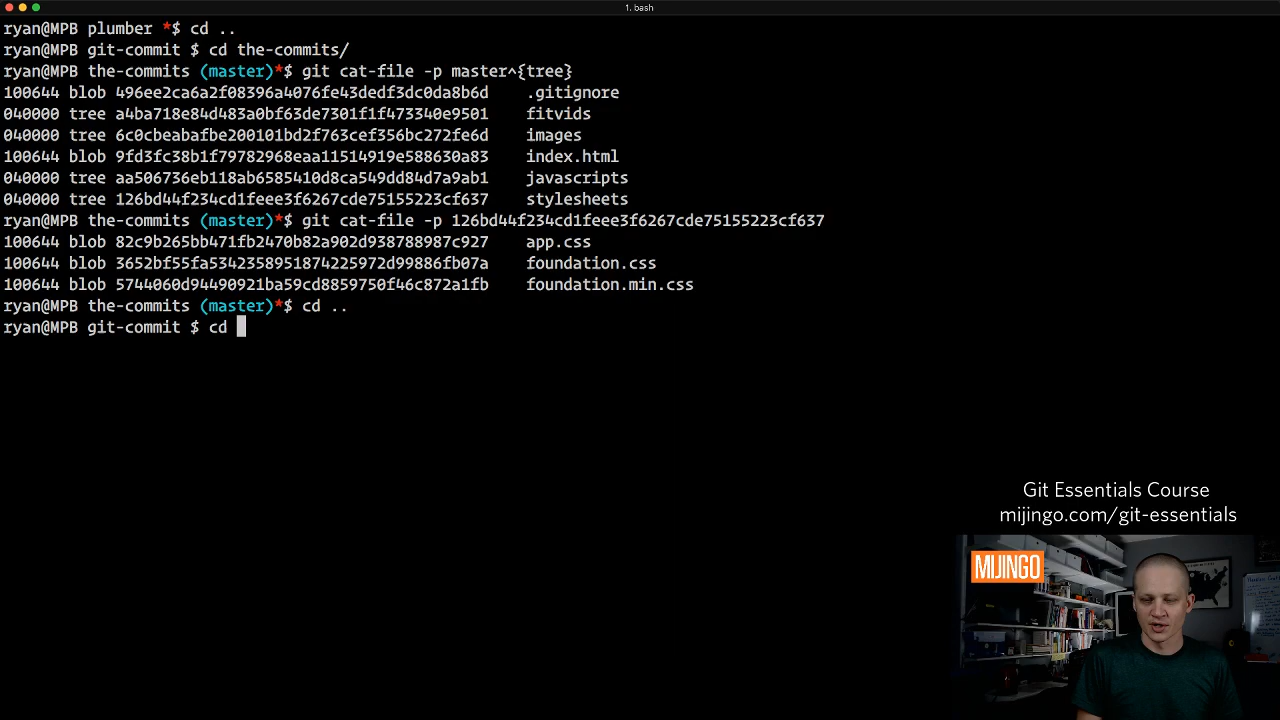 1. bash
ryan@MPB plumber *$ cd ..
ryan@MPB git-commit $ cd the-commits/
ryan@MPB the-commits (master)*$ git cat-file -p master^{tree}
100644 blob 496ee2ca6a2f08396a4076fe43dedf3dc0da8b6d    .gitignore
040000 tree a4ba718e84d483a0bf63de7301f1f473340e9501    fitvids
040000 tree 6c0cbeabafbe200101bd2f763cef356bc272fe6d    images
100644 blob 9fd3fc38b1f79782968eaa11514919e588630a83    index.html
040000 tree aa506736eb118ab6585410d8ca549dd84d7a9ab1    javascripts
040000 tree 126bd44f234cd1feee3f6267cde75155223cf637    stylesheets
ryan@MPB the-commits (master)*$ git cat-file -p 126bd44f234cd1feee3f6267cde75155223cf637
100644 blob 82c9b265bb471fb2470b82a902d938788987c927    app.css
100644 blob 3652bf55fa5342358951874225972d99886fb07a    foundation.css
100644 blob 5744060d94490921ba59cd8859750f46c872a1fb    foundation.min.css
ryan@MPB the-commits (master)*$ cd ..
ryan@MPB git-commit $ cd
Git Essentials Course
mijingo.com/git-essentials
MIJINGO